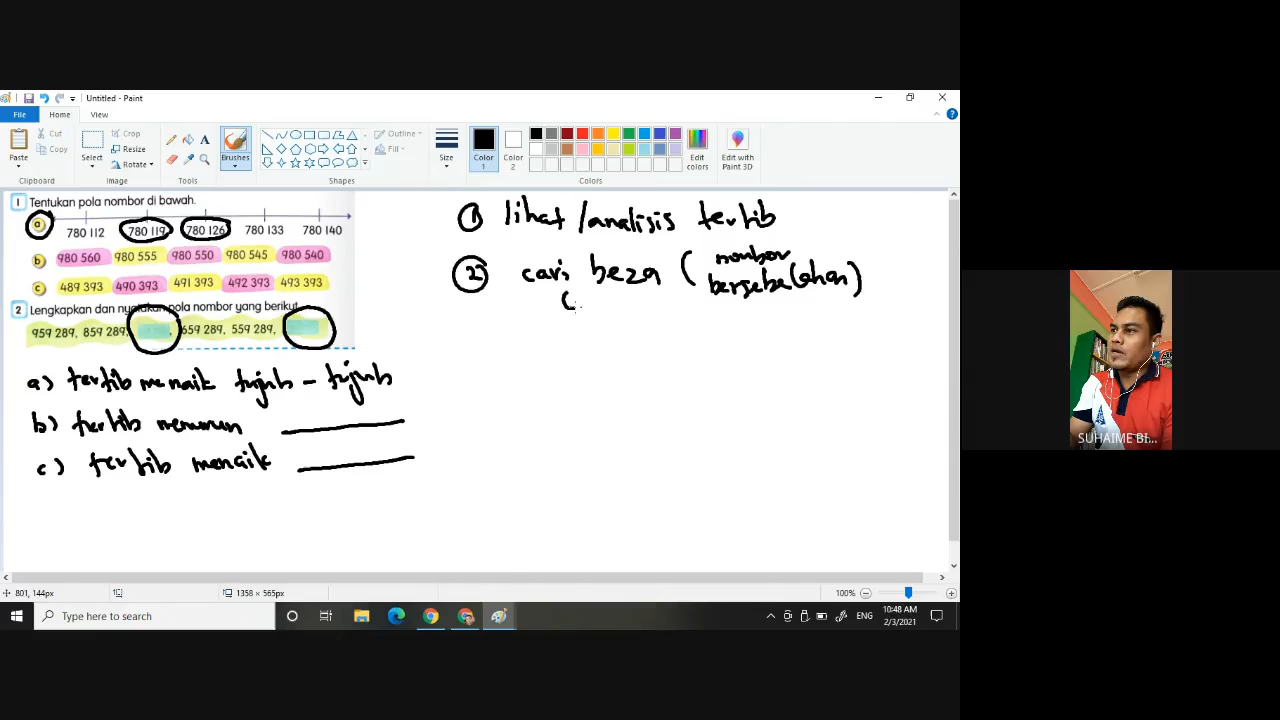 Untitled - Paint
File Home View
Paste
Cut
Copy
Clipboard
Select
Crop
Resize
Rotate
Image
A
Tools
Brushes
Outline
Fill
Shapes
Size
Color 1
Color 2
Edit colors
Edit with Paint 3D
Colors
1 Tentukan pola nombor di bawah.
a 780 112 780 119 780 126 780 133 780 140
b 980 560 980 555 980 550 980 545 980 540
c 489 393 490 393 491 393 492 393 493 393
2 Lengkapkan dan nyatakan pola nombor yang berikut.
959 289, 859 289, , 659 289, 559 289,
a) tertib menaik tujuh - tujuh
b) tertib menurun
c) tertib menaik
① lihat/analisis tertib
② cari beza (nombor bersebelahan)
(
SUHAIME BI...
801, 144px
1358 × 565px
100%
Type here to search
ENG
10:48 AM
2/3/2021